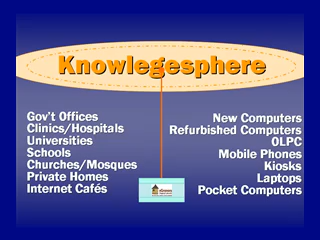 Knowlegesphere
Gov't Offices
Clinics/Hospitals
Universities
Schools
Churches/Mosques
Private Homes
Internet Cafés
New Computers
Refurbished Computers
OLPC
Mobile Phones
Kiosks
Laptops
Pocket Computers